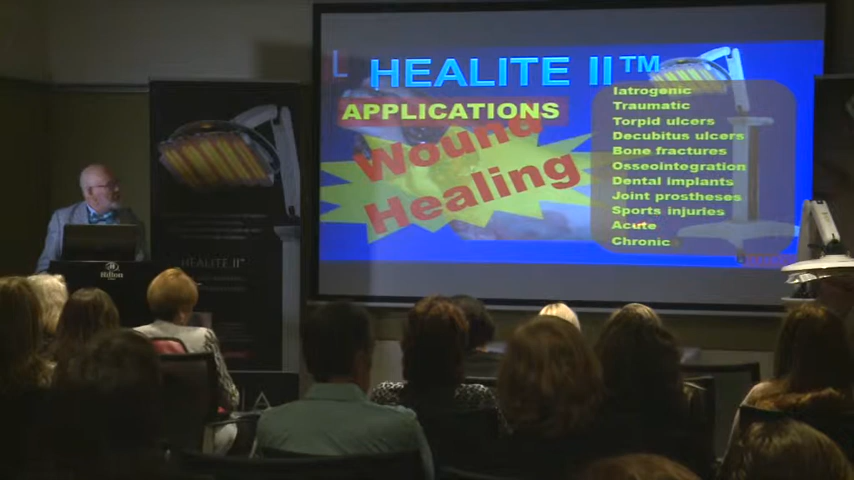 L
HEALITE II™
APPLICATIONS
Wound
Healing
Iatrogenic
Traumatic
Torpid ulcers
Decubitus ulcers
Bone fractures
Osseointegration
Dental implants
Joint prostheses
Sports injuries
Acute
Chronic
HEALITE II™
Hilton